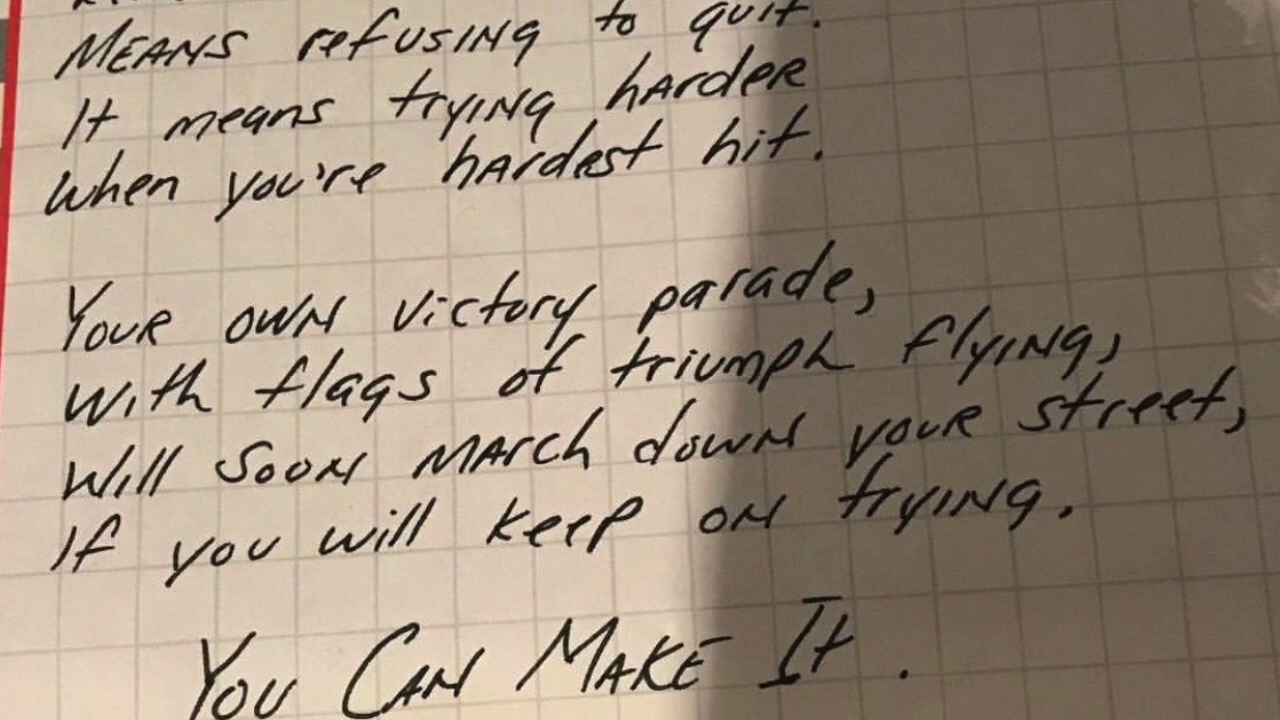 Means refusing to quit.
It means trying harder
when you're hardest hit.
Your own victory parade,
With flags of triumph flying,
Will soon march down your street,
If you will keep on trying.
You Can Make It.